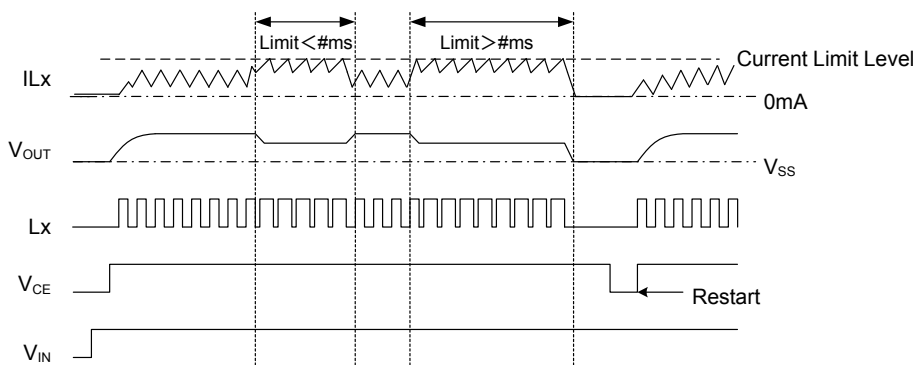 Limit＜#ms
Limit＞#ms
Current Limit Level
ILx
0mA
VOUT
VSS
Lx
VCE
Restart
VIN